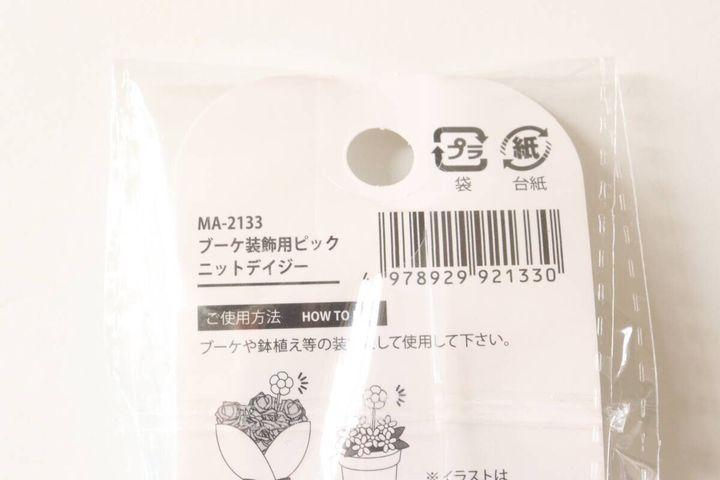 プラ 紙
袋 台紙
MA-2133
ブーケ装飾用ピック
ニットデイジー
4 978929 921330
ご使用方法 HOW TO
ブーケや鉢植え等の装 して使用して下さい。
※イラストは